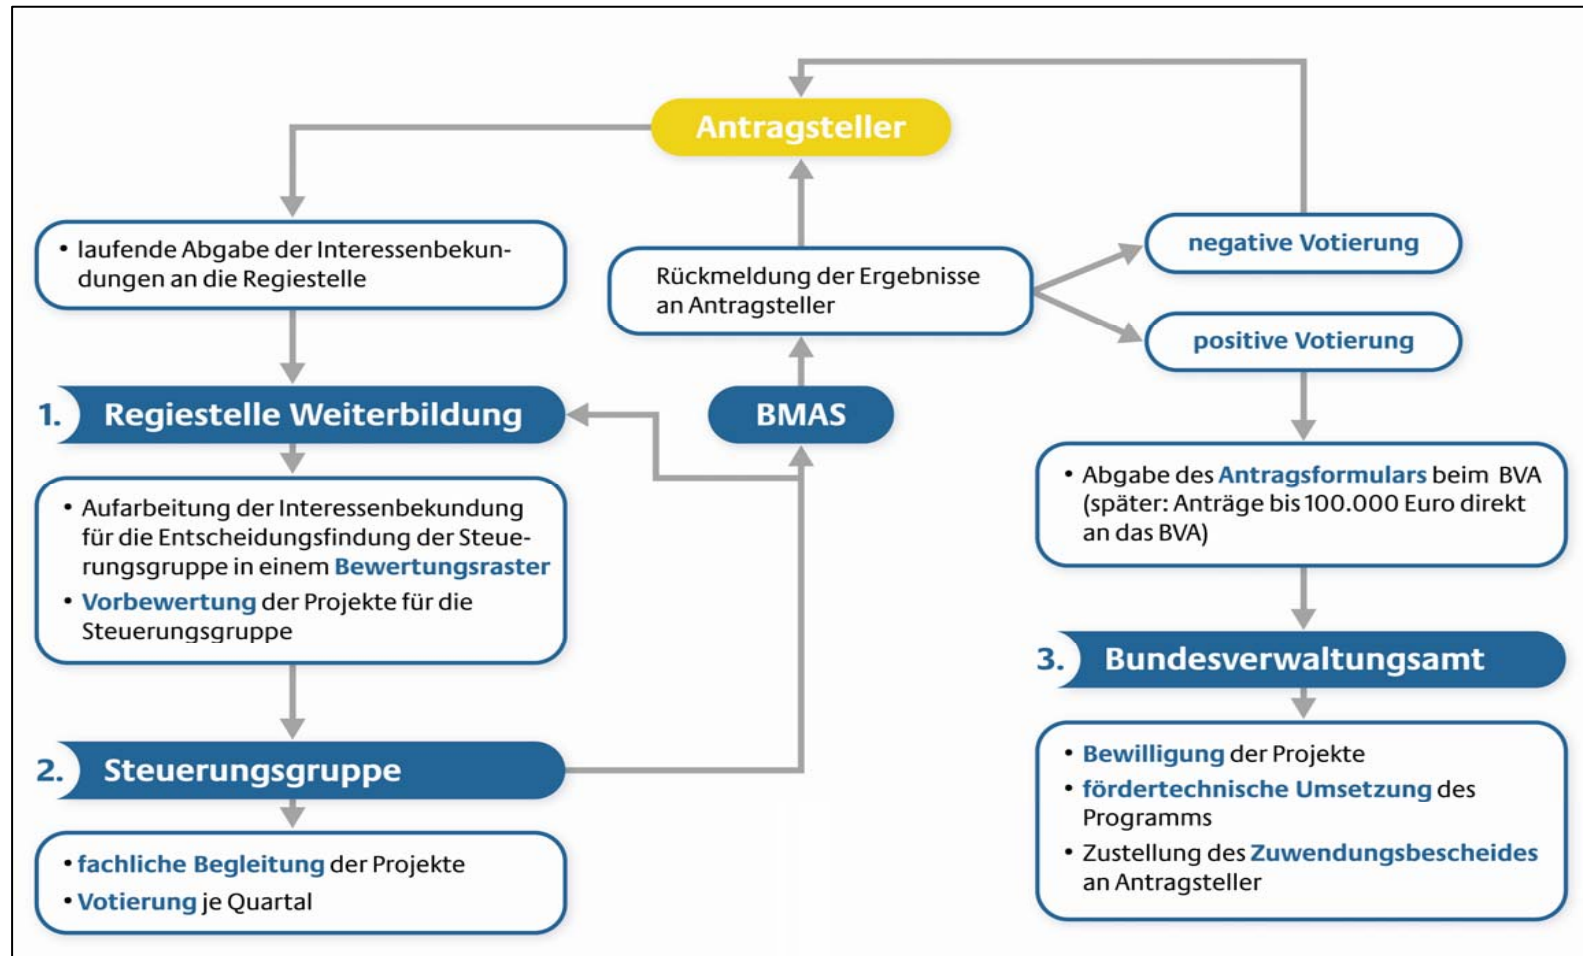 Antragsteller
• laufende Abgabe der Interessenbekun-
dungen an die Regiestelle
Rückmeldung der Ergebnisse
an Antragsteller
negative Votierung
positive Votierung
1. Regiestelle Weiterbildung
BMAS
• Aufarbeitung der Interessenbekundung
für die Entscheidungsfindung der Steue-
rungsgruppe in einem Bewertungsraster
• Vorbewertung der Projekte für die
Steuerungsgruppe
• Abgabe des Antragsformulars beim BVA
(später: Anträge bis 100.000 Euro direkt
an das BVA)
2. Steuerungsgruppe
• fachliche Begleitung der Projekte
• Votierung je Quartal
3. Bundesverwaltungsamt
• Bewilligung der Projekte
• fördertechnische Umsetzung des
Programms
• Zustellung des Zuwendungsbescheides
an Antragsteller